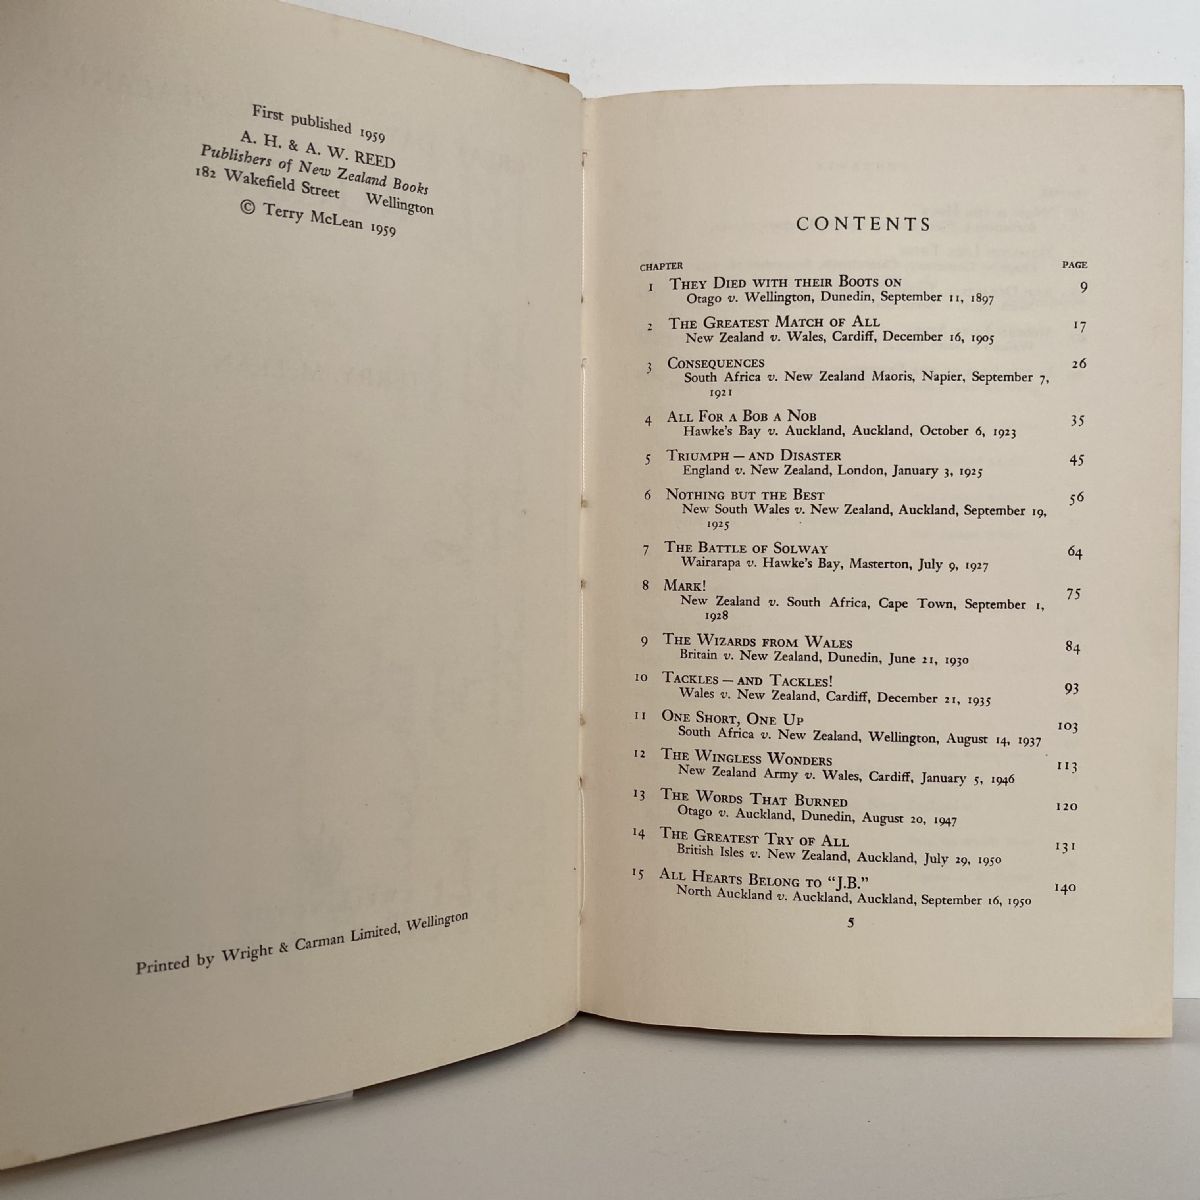 First published 1959
A. H. & A. W. REED
Publishers of New Zealand Books
182 Wakefield Street Wellington
© Terry McLean 1959
Printed by Wright & Carman Limited, Wellington
CONTENTS
CHAPTER PAGE
1 They Died with their Boots on 9
Otago v. Wellington, Dunedin, September 11, 1897
2 The Greatest Match of All 17
New Zealand v. Wales, Cardiff, December 16, 1905
3 Consequences 26
South Africa v. New Zealand Maoris, Napier, September 7,
1921
4 All For a Bob a Nob 35
Hawke's Bay v. Auckland, Auckland, October 6, 1923
5 Triumph — and Disaster 45
England v. New Zealand, London, January 3, 1925
6 Nothing but the Best 56
New South Wales v. New Zealand, Auckland, September 19,
1925
7 The Battle of Solway 64
Wairarapa v. Hawke's Bay, Masterton, July 9, 1927
8 Mark! 75
New Zealand v. South Africa, Cape Town, September 1,
1928
9 The Wizards from Wales 84
Britain v. New Zealand, Dunedin, June 21, 1930
10 Tackles — and Tackles! 93
Wales v. New Zealand, Cardiff, December 21, 1935
11 One Short, One Up 103
South Africa v. New Zealand, Wellington, August 14, 1937
12 The Wingless Wonders 113
New Zealand Army v. Wales, Cardiff, January 5, 1946
13 The Words That Burned 120
Otago v. Auckland, Dunedin, August 20, 1947
14 The Greatest Try of All 131
British Isles v. New Zealand, Auckland, July 29, 1950
15 All Hearts Belong to "J.B." 140
North Auckland v. Auckland, Auckland, September 16, 1950
5